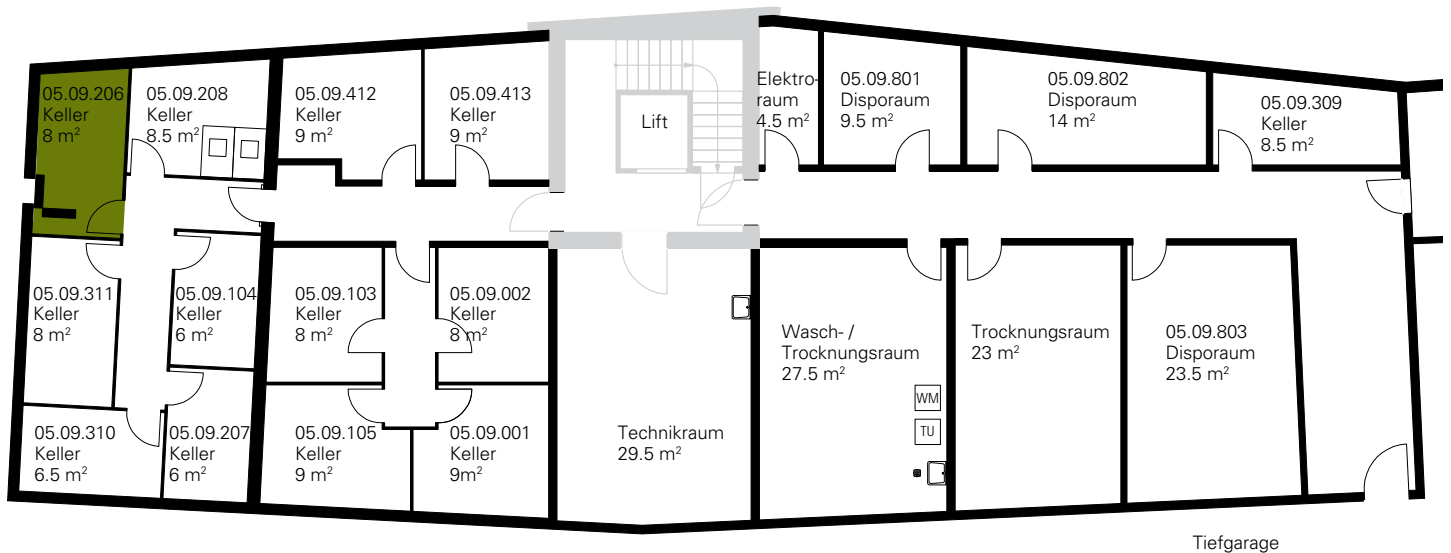 05.09.206
Keller
8 m²
05.09.208
Keller
8.5 m²
05.09.412
Keller
9 m²
05.09.413
Keller
9 m²
Lift
Elektro-
raum
4.5 m²
05.09.801
Disporaum
9.5 m²
05.09.802
Disporaum
14 m²
05.09.309
Keller
8.5 m²
05.09.311
Keller
8 m²
05.09.104
Keller
6 m²
05.09.103
Keller
8 m²
05.09.002
Keller
8 m²
Wasch- /
Trocknungsraum
27.5 m²
WM
TU
Trocknungsraum
23 m²
05.09.803
Disporaum
23.5 m²
05.09.310
Keller
6.5 m²
05.09.207
Keller
6 m²
05.09.105
Keller
9 m²
05.09.001
Keller
9m²
Technikraum
29.5 m²
Tiefgarage